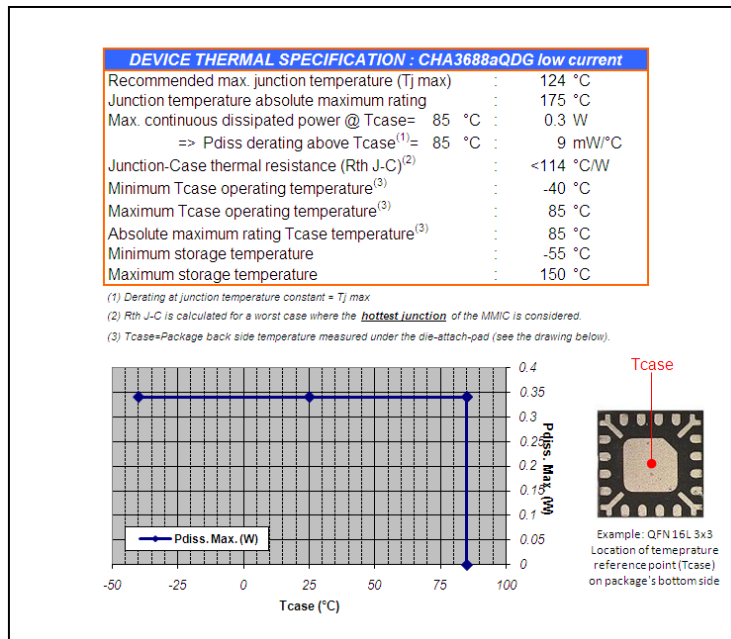 DEVICE THERMAL SPECIFICATION : CHA3688aQDG low current
Recommended max. junction temperature (Tj max) : 124 °C
Junction temperature absolute maximum rating : 175 °C
Max. continuous dissipated power @ Tcase= 85 °C : 0.3 W
=> Pdiss derating above Tcase(1)= 85 °C : 9 mW/°C
Junction-Case thermal resistance (Rth J-C)(2) : <114 °C/W
Minimum Tcase operating temperature(3) : -40 °C
Maximum Tcase operating temperature(3) : 85 °C
Absolute maximum rating Tcase temperature(3) : 85 °C
Minimum storage temperature : -55 °C
Maximum storage temperature : 150 °C
(1) Derating at junction temperature constant = Tj max
(2) Rth J-C is calculated for a worst case where the hottest junction of the MMIC is considered.
(3) Tcase=Package back side temperature measured under the die-attach-pad (see the drawing below).
0.4
0.35
0.3
0.25
0.2
0.15
0.1
0.05
0
Pdiss. Max. (W)
Pdiss. Max. (W)
-50 -25 0 25 50 75 100
Tcase (°C)
Tcase
Example: QFN 16L 3x3
Location of temeprature
reference point (Tcase)
on package's bottom side